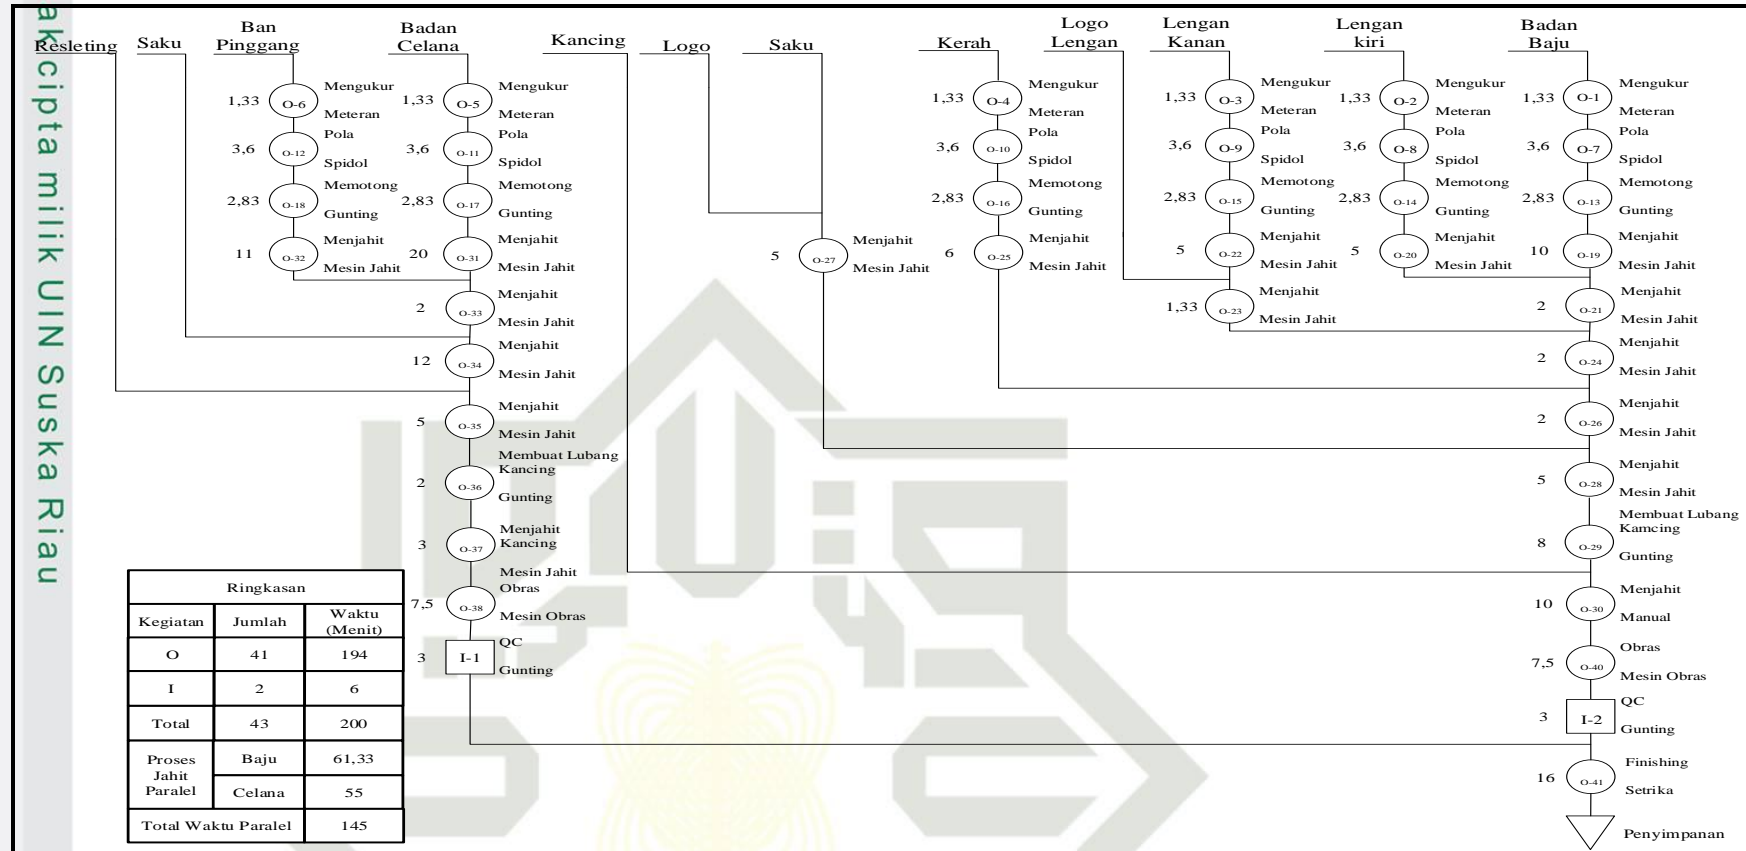 ak cipta milik UIN Suska Riau
Resleting
Saku
Ban
Pinggang
Badan
Celana
Kancing
Logo
Saku
Kerah
Logo
Lengan
Lengan
Kanan
Lengan
kiri
Badan
Baju
1,33
O-6
Mengukur
Meteran
3,6
O-12
Pola
Spidol
2,83
O-18
Memotong
Gunting
11
O-32
Menjahit
Mesin Jahit
1,33
O-5
Mengukur
Meteran
3,6
O-11
Pola
Spidol
2,83
O-17
Memotong
Gunting
20
O-31
Menjahit
Mesin Jahit
2
O-33
Menjahit
Mesin Jahit
12
O-34
Menjahit
Mesin Jahit
5
O-35
Menjahit
Mesin Jahit
2
O-36
Membuat Lubang
Kancing
Gunting
3
O-37
Menjahit
Kancing
Mesin Jahit
7,5
O-38
Obras
Mesin Obras
3
I-1
QC
Gunting
5
O-27
Menjahit
Mesin Jahit
1,33
O-4
Mengukur
Meteran
3,6
O-10
Pola
Spidol
2,83
O-16
Memotong
Gunting
6
O-25
Menjahit
Mesin Jahit
1,33
O-3
Mengukur
Meteran
3,6
O-9
Pola
Spidol
2,83
O-15
Memotong
Gunting
5
O-22
Menjahit
Mesin Jahit
1,33
O-23
Menjahit
Mesin Jahit
1,33
O-2
Mengukur
Meteran
3,6
O-8
Pola
Spidol
2,83
O-14
Memotong
Gunting
5
O-20
Menjahit
Mesin Jahit
1,33
O-1
Mengukur
Meteran
3,6
O-7
Pola
Spidol
2,83
O-13
Memotong
Gunting
10
O-19
Menjahit
Mesin Jahit
2
O-21
Menjahit
Mesin Jahit
2
O-24
Menjahit
Mesin Jahit
2
O-26
Menjahit
Mesin Jahit
5
O-28
Menjahit
Mesin Jahit
8
O-29
Membuat Lubang
Kamcing
Gunting
10
O-30
Menjahit
Manual
7,5
O-40
Obras
Mesin Obras
3
I-2
QC
Gunting
16
O-41
Finishing
Setrika
Penyimpanan
Ringkasan
Kegiatan Jumlah Waktu (Menit)
O 41 194
I 2 6
Total 43 200
Proses Jahit Paralel
Baju 61,33
Celana 55
Total Waktu Paralel 145